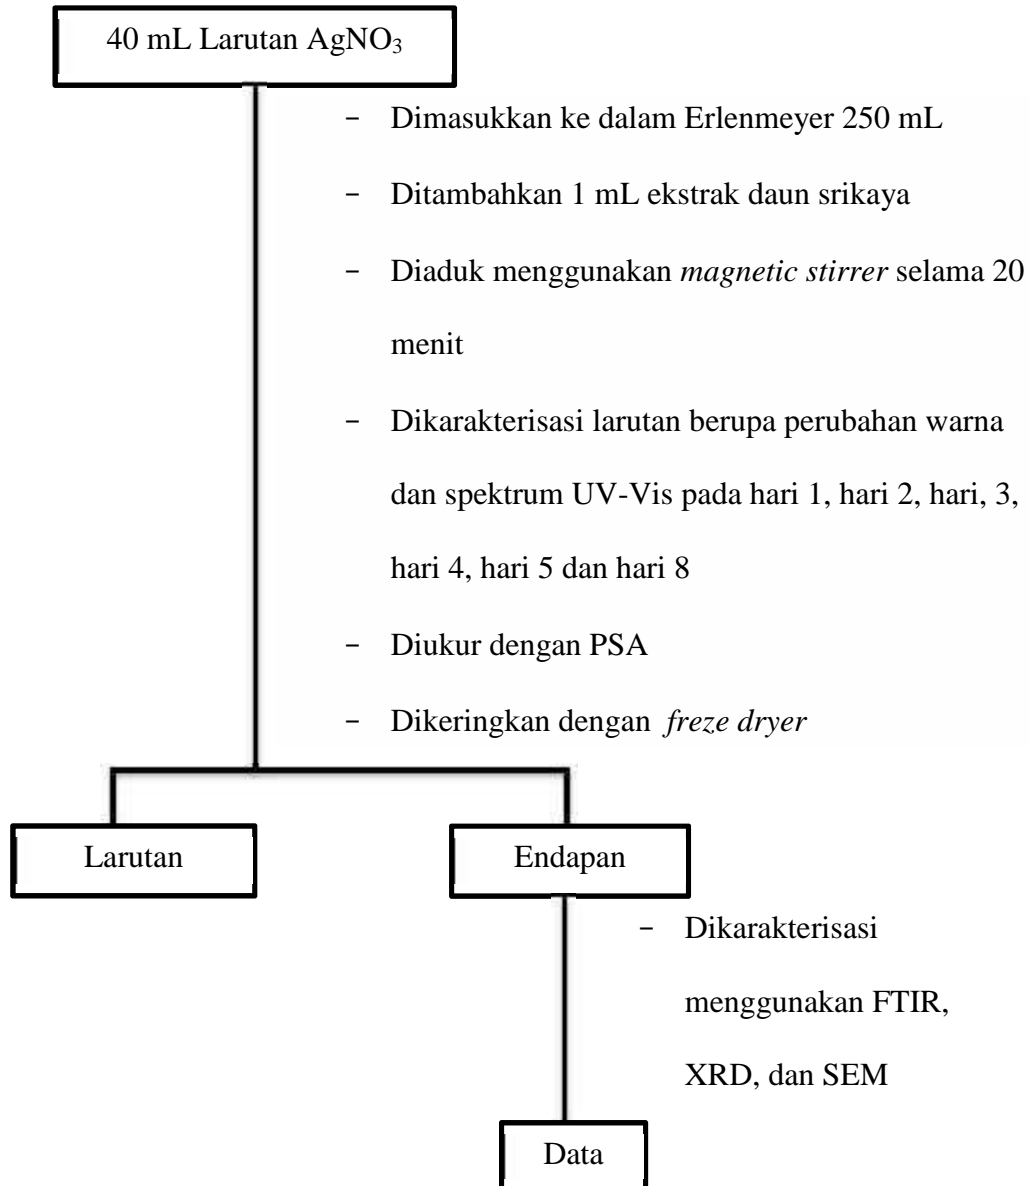 40 mL Larutan AgNO₃
- Dimasukkan ke dalam Erlenmeyer 250 mL
- Ditambahkan 1 mL ekstrak daun srikaya
- Diaduk menggunakan magnetic stirrer selama 20
menit
- Dikarakterisasi larutan berupa perubahan warna
dan spektrum UV-Vis pada hari 1, hari 2, hari, 3,
hari 4, hari 5 dan hari 8
- Diukur dengan PSA
- Dikeringkan dengan freze dryer
Larutan
Endapan
- Dikarakterisasi
menggunakan FTIR,
XRD, dan SEM
Data